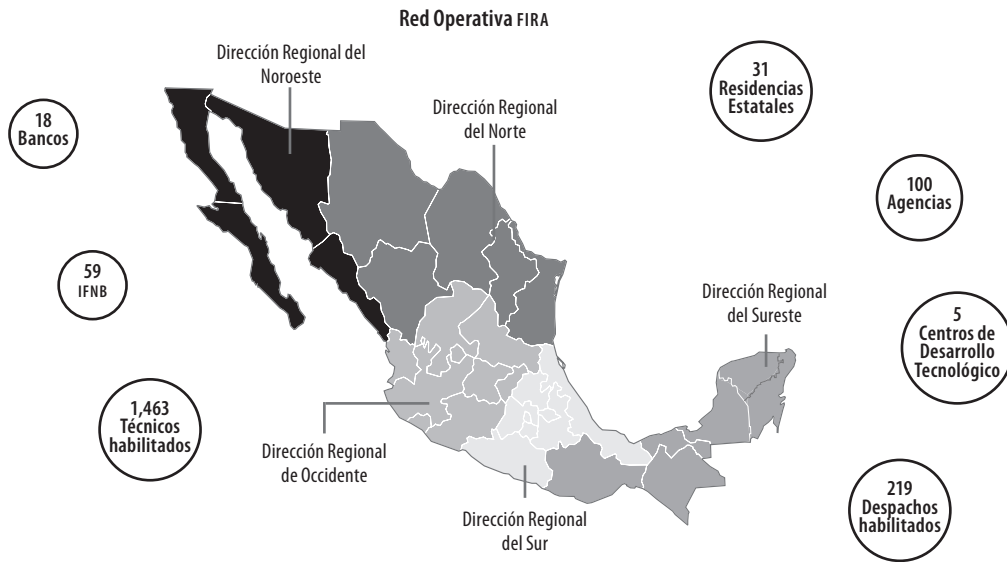 Red Operativa FIRA
Dirección Regional del
Noroeste
31
Residencias
Estatales
18
Bancos
Dirección Regional
del Norte
100
Agencias
59
IFNB
Dirección Regional
del Sureste
5
Centros de
Desarrollo
Tecnológico
1,463
Técnicos
habilitados
Dirección Regional
de Occidente
219
Despachos
habilitados
Dirección Regional
del Sur